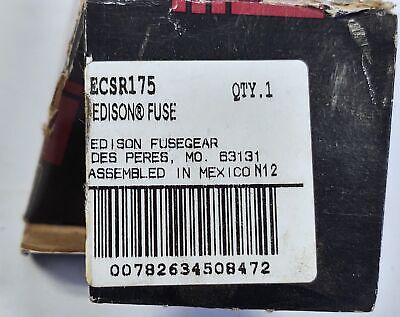 ECSR175 QTY.1
EDISON® FUSE
EDISON FUSEGEAR
DES PERES, MO. 63131
ASSEMBLED IN MEXICO N12
00782634508472